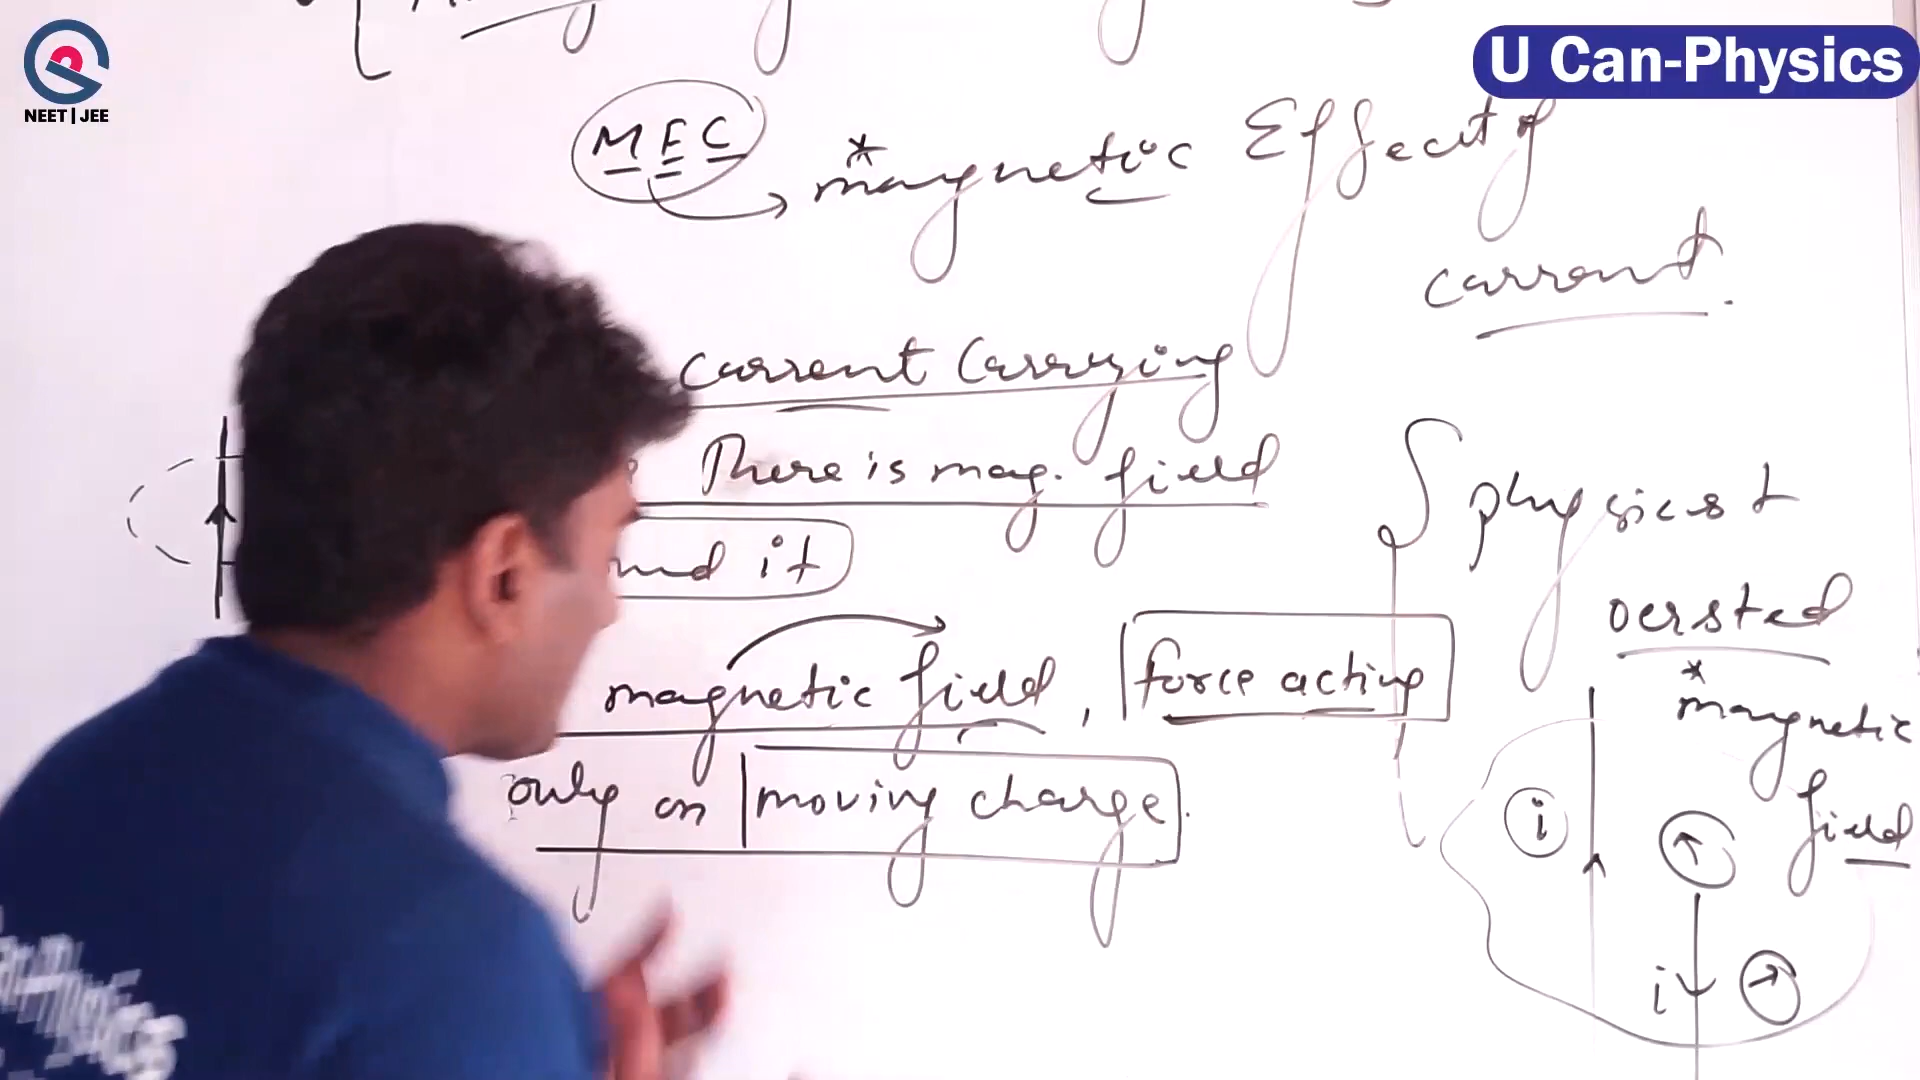 NEET|JEE
U Can-Physics
MEC
* magnetic Effect of
current.
current Carrying
There is mag. field
it
magnetic field, force acting
only on moving charge.
physicst
oersted
* magnetic
field
i
i